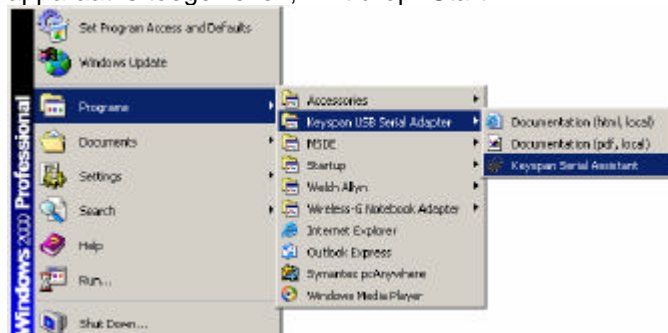 Set Program Access and Defaults
Windows Update
Programs
Documents
Settings
Search
Help
Run...
Shut Down...
Windows 2000 Professional
Accessories
Keyspan USB Serial Adapter
MSDE
Startup
Welch Allyn
Wireless-G Notebook Adapter
Internet Explorer
Outlook Express
Symantec pcAnywhere
Windows Media Player
Documentation (html, local)
Documentation (pdf, local)
Keyspan Serial Assistant